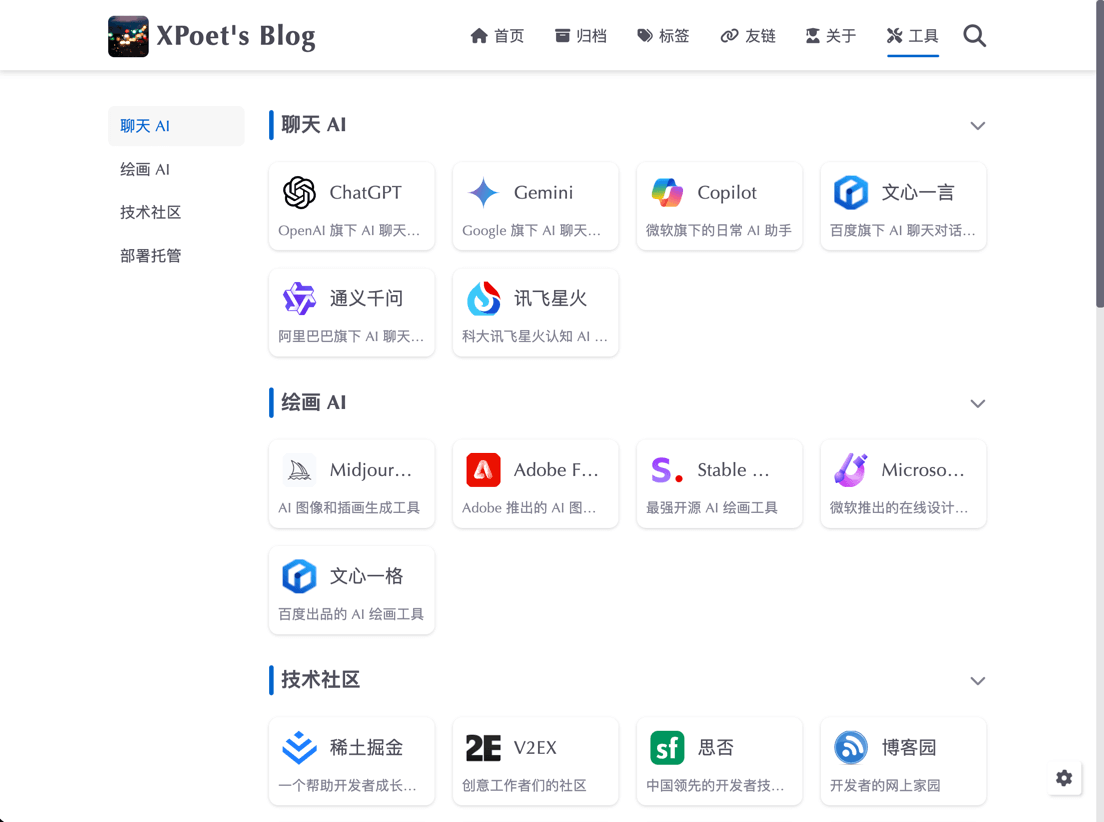 XPoet's Blog
首页
归档
标签
友链
关于
工具
聊天 AI
绘画 AI
技术社区
部署托管
聊天 AI
ChatGPT
OpenAI 旗下 AI 聊天...
Gemini
Google 旗下 AI 聊天...
Copilot
微软旗下的日常 AI 助手
文心一言
百度旗下 AI 聊天对话...
通义千问
阿里巴巴旗下 AI 聊天...
讯飞星火
科大讯飞星火认知 AI ...
绘画 AI
Midjour...
AI 图像和插画生成工具
Adobe F...
Adobe 推出的 AI 图...
S.
Stable ...
最强开源 AI 绘画工具
Microso...
微软推出的在线设计...
文心一格
百度出品的 AI 绘画工具
技术社区
稀土掘金
一个帮助开发者成长...
2E
V2EX
创意工作者们的社区
sf
思否
中国领先的开发者技...
博客园
开发者的网上家园